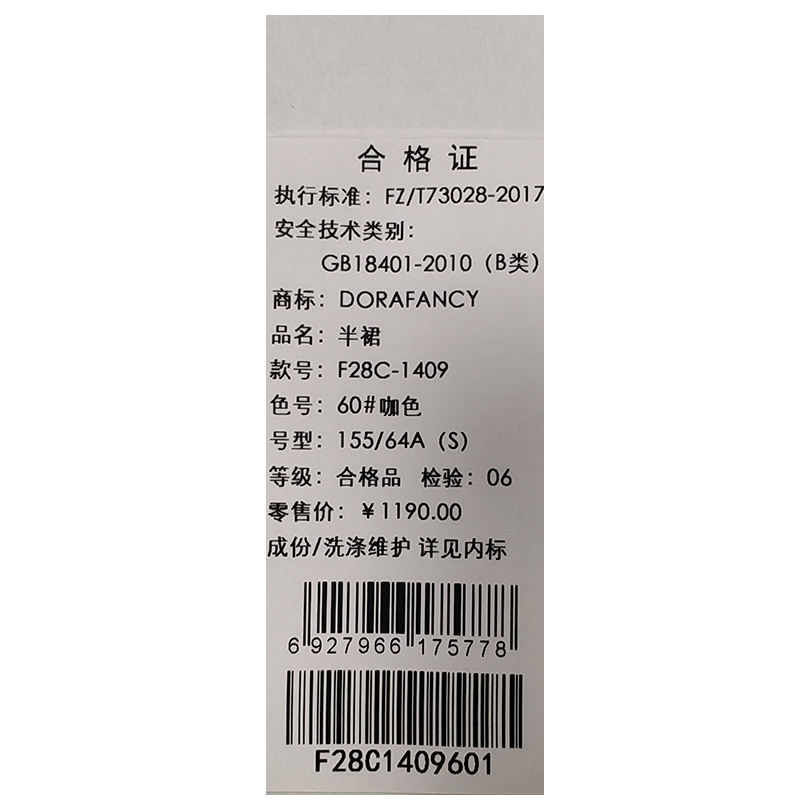 合格证
执行标准：FZ/T73028-2017
安全技术类别：
GB18401-2010（B类）
商标：DORAFANCY
品名：半裙
款号：F28C-1409
色号：60#咖色
号型：155/64A（S）
等级：合格品 检验：06
零售价：￥1190.00
成份/洗涤维护 详见内标
6 927966 175778
F28C1409601